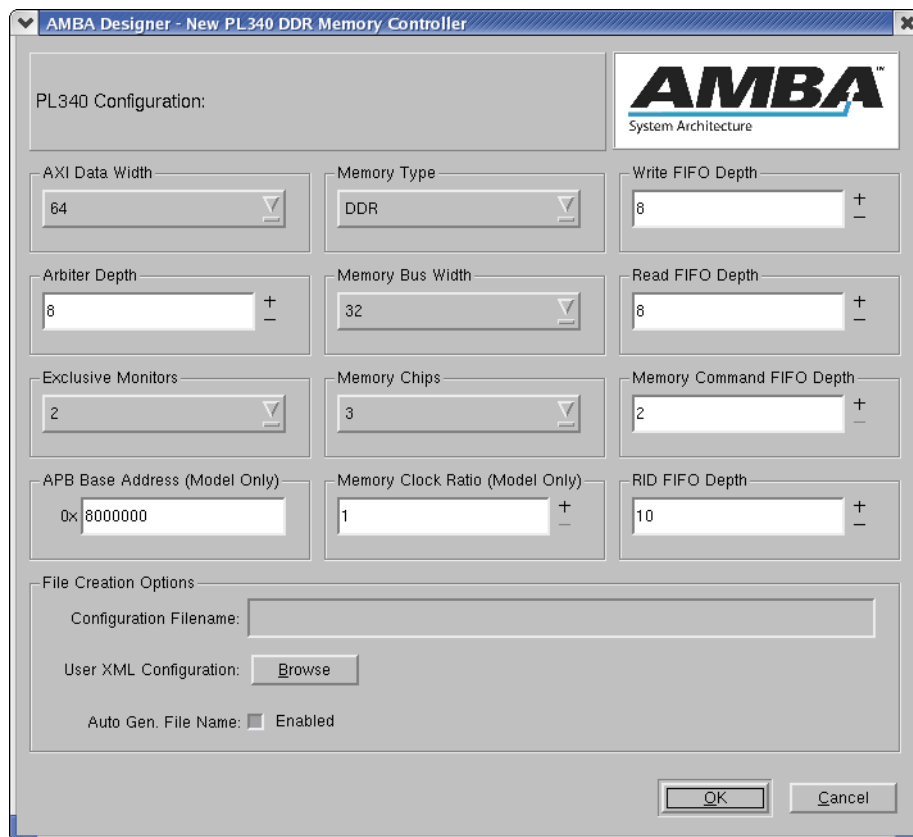 AMBA Designer - New PL340 DDR Memory Controller
PL340 Configuration:
AMBA™
System Architecture
AXI Data Width
64
Memory Type
DDR
Write FIFO Depth
8
+
–
Arbiter Depth
8
+
–
Memory Bus Width
32
Read FIFO Depth
8
+
–
Exclusive Monitors
2
Memory Chips
3
Memory Command FIFO Depth
2
+
–
APB Base Address (Model Only)
0x 8000000
Memory Clock Ratio (Model Only)
1
+
–
RID FIFO Depth
10
+
–
File Creation Options
Configuration Filename:
User XML Configuration: Browse
Auto Gen. File Name: Enabled
OK Cancel